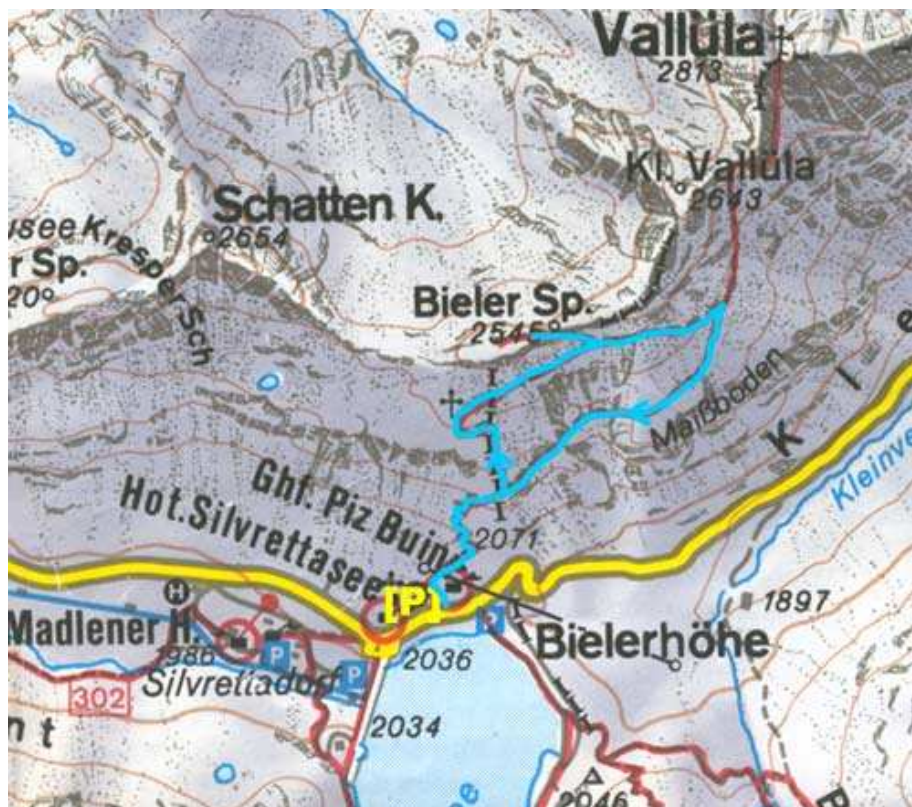 Vallüla
2813
Kl. Vallüla
2643
Schatten K.
2654
usee Kresper Sch
r Sp.
20°
Bieler Sp.
2545
Maißboden
K l e
Kleinve
Ghf. Piz Buin
Hot. Silvrettasee
2071
[P]
H
Madlener H.
1986
P
Silvrettadorf
P
P
2036
Bielerhöhe
1897
302
2034
nt
2046